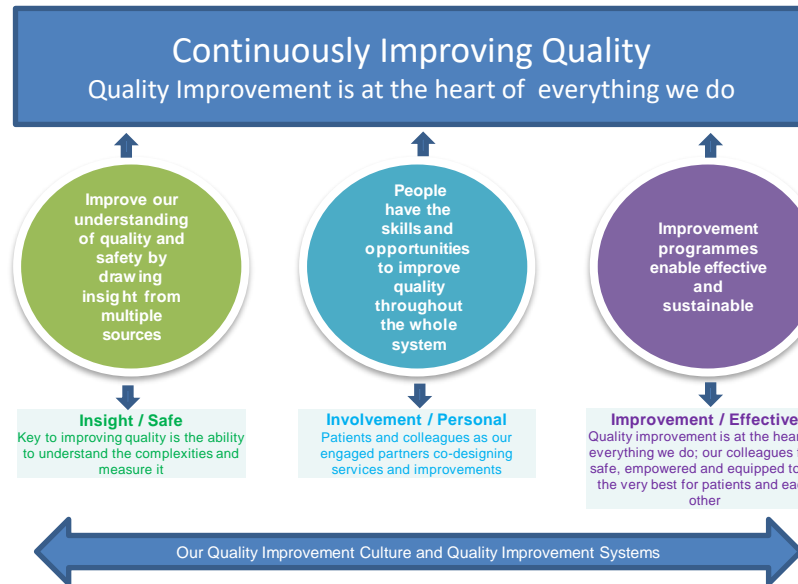 Continuously Improving Quality
Quality Improvement is at the heart of everything we do
Improve our
understanding
of quality and
safety by
drawing
insight from
multiple
sources
People
have the
skills and
opportunities
to improve
quality
throughout
the whole
system
Improvement
programmes
enable effective
and
sustainable
Insight / Safe
Key to improving quality is the ability
to understand the complexities and
measure it
Involvement / Personal
Patients and colleagues as our
engaged partners co-designing
services and improvements
Improvement / Effective
Quality improvement is at the
everything we do; our colleagues
safe, empowered and equipped to
the very best for patients and
other
Our Quality Improvement Culture and Quality Improvement Systems